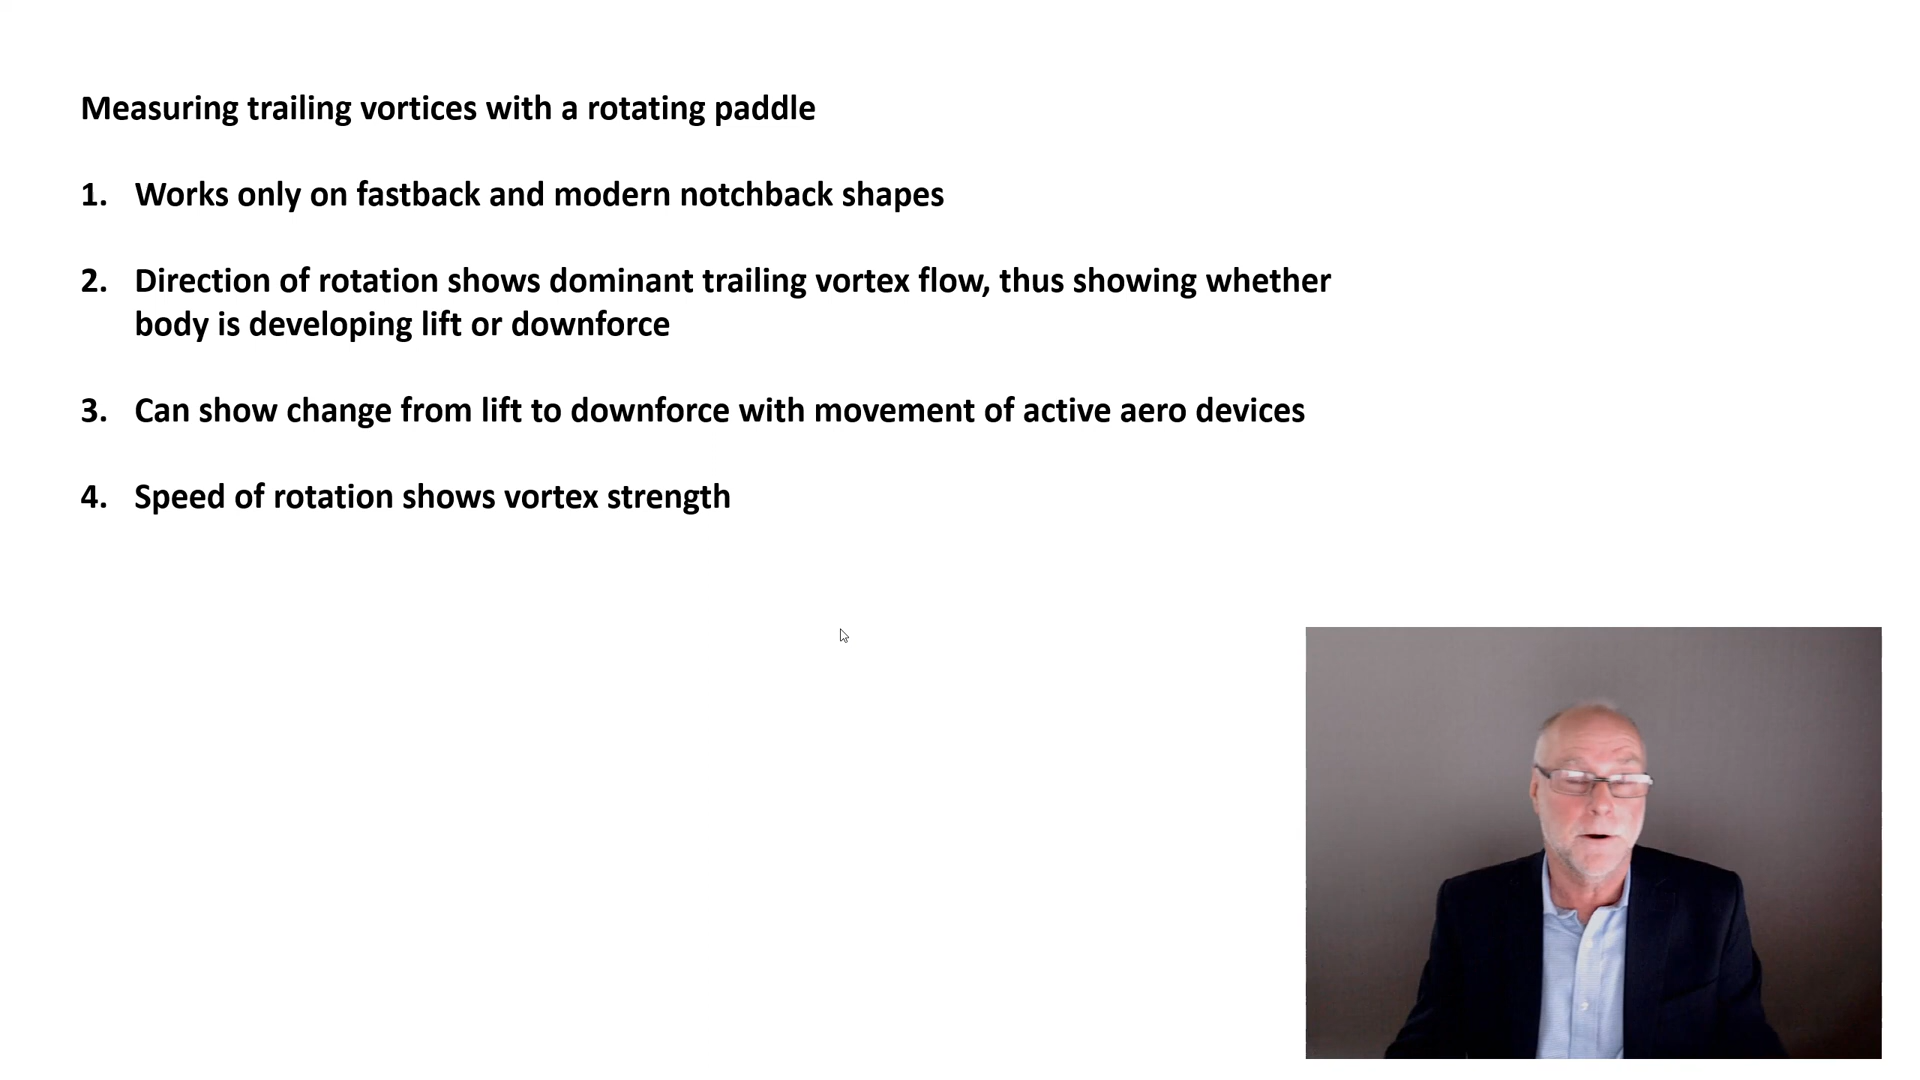 Measuring trailing vortices with a rotating paddle
1. Works only on fastback and modern notchback shapes
2. Direction of rotation shows dominant trailing vortex flow, thus showing whether
body is developing lift or downforce
3. Can show change from lift to downforce with movement of active aero devices
4. Speed of rotation shows vortex strength